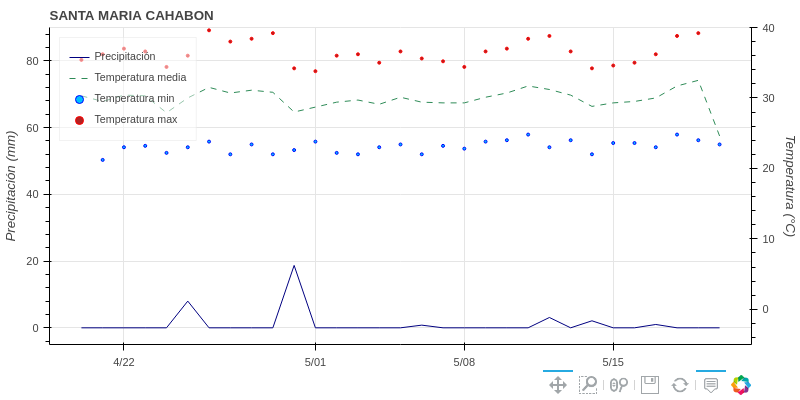 SANTA MARIA CAHABON
Precipitación
Temperatura media
Temperatura min
Temperatura max
Precipitación (mm)
80
60
40
20
0
Temperatura (°C)
40
30
20
10
0
4/22
5/01
5/08
5/15